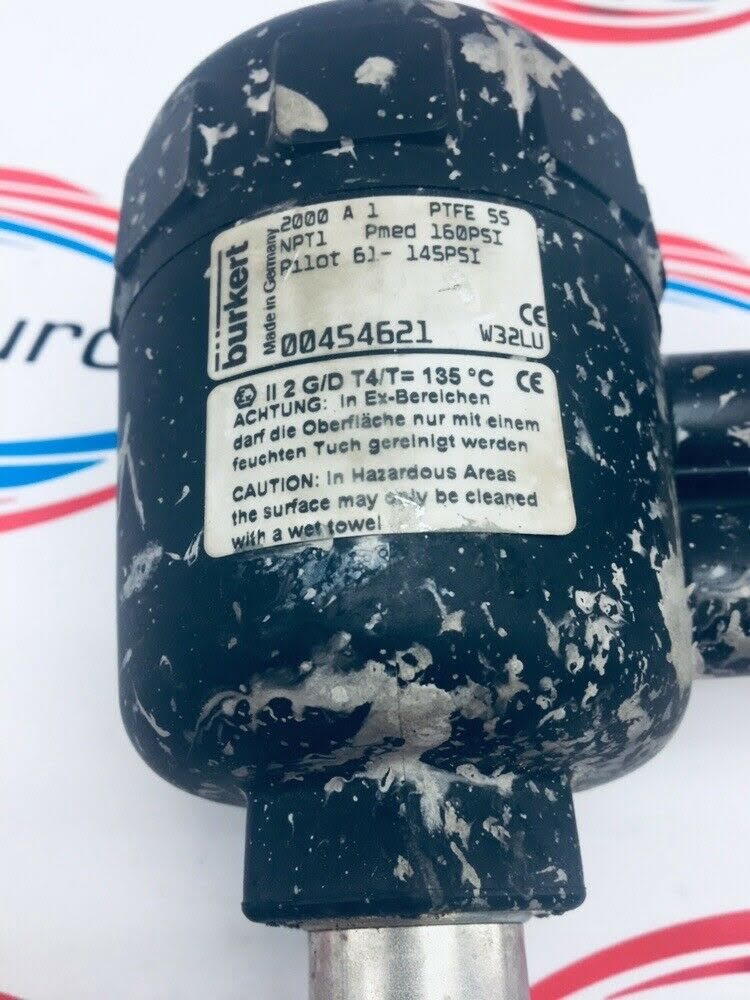 burkert
Made in Germany
2000 A 1 PTFE SS
NPT1 Pmed 160PSI
Pilot 61- 145PSI
00454621 W32LU
CE
Ex II 2 G/D T4/T= 135 °C CE
ACHTUNG: In Ex-Bereichen
darf die Oberfläche nur mit einem
feuchten Tuch gereinigt werden
CAUTION: In Hazardous Areas
the surface may only be cleaned
with a wet towel